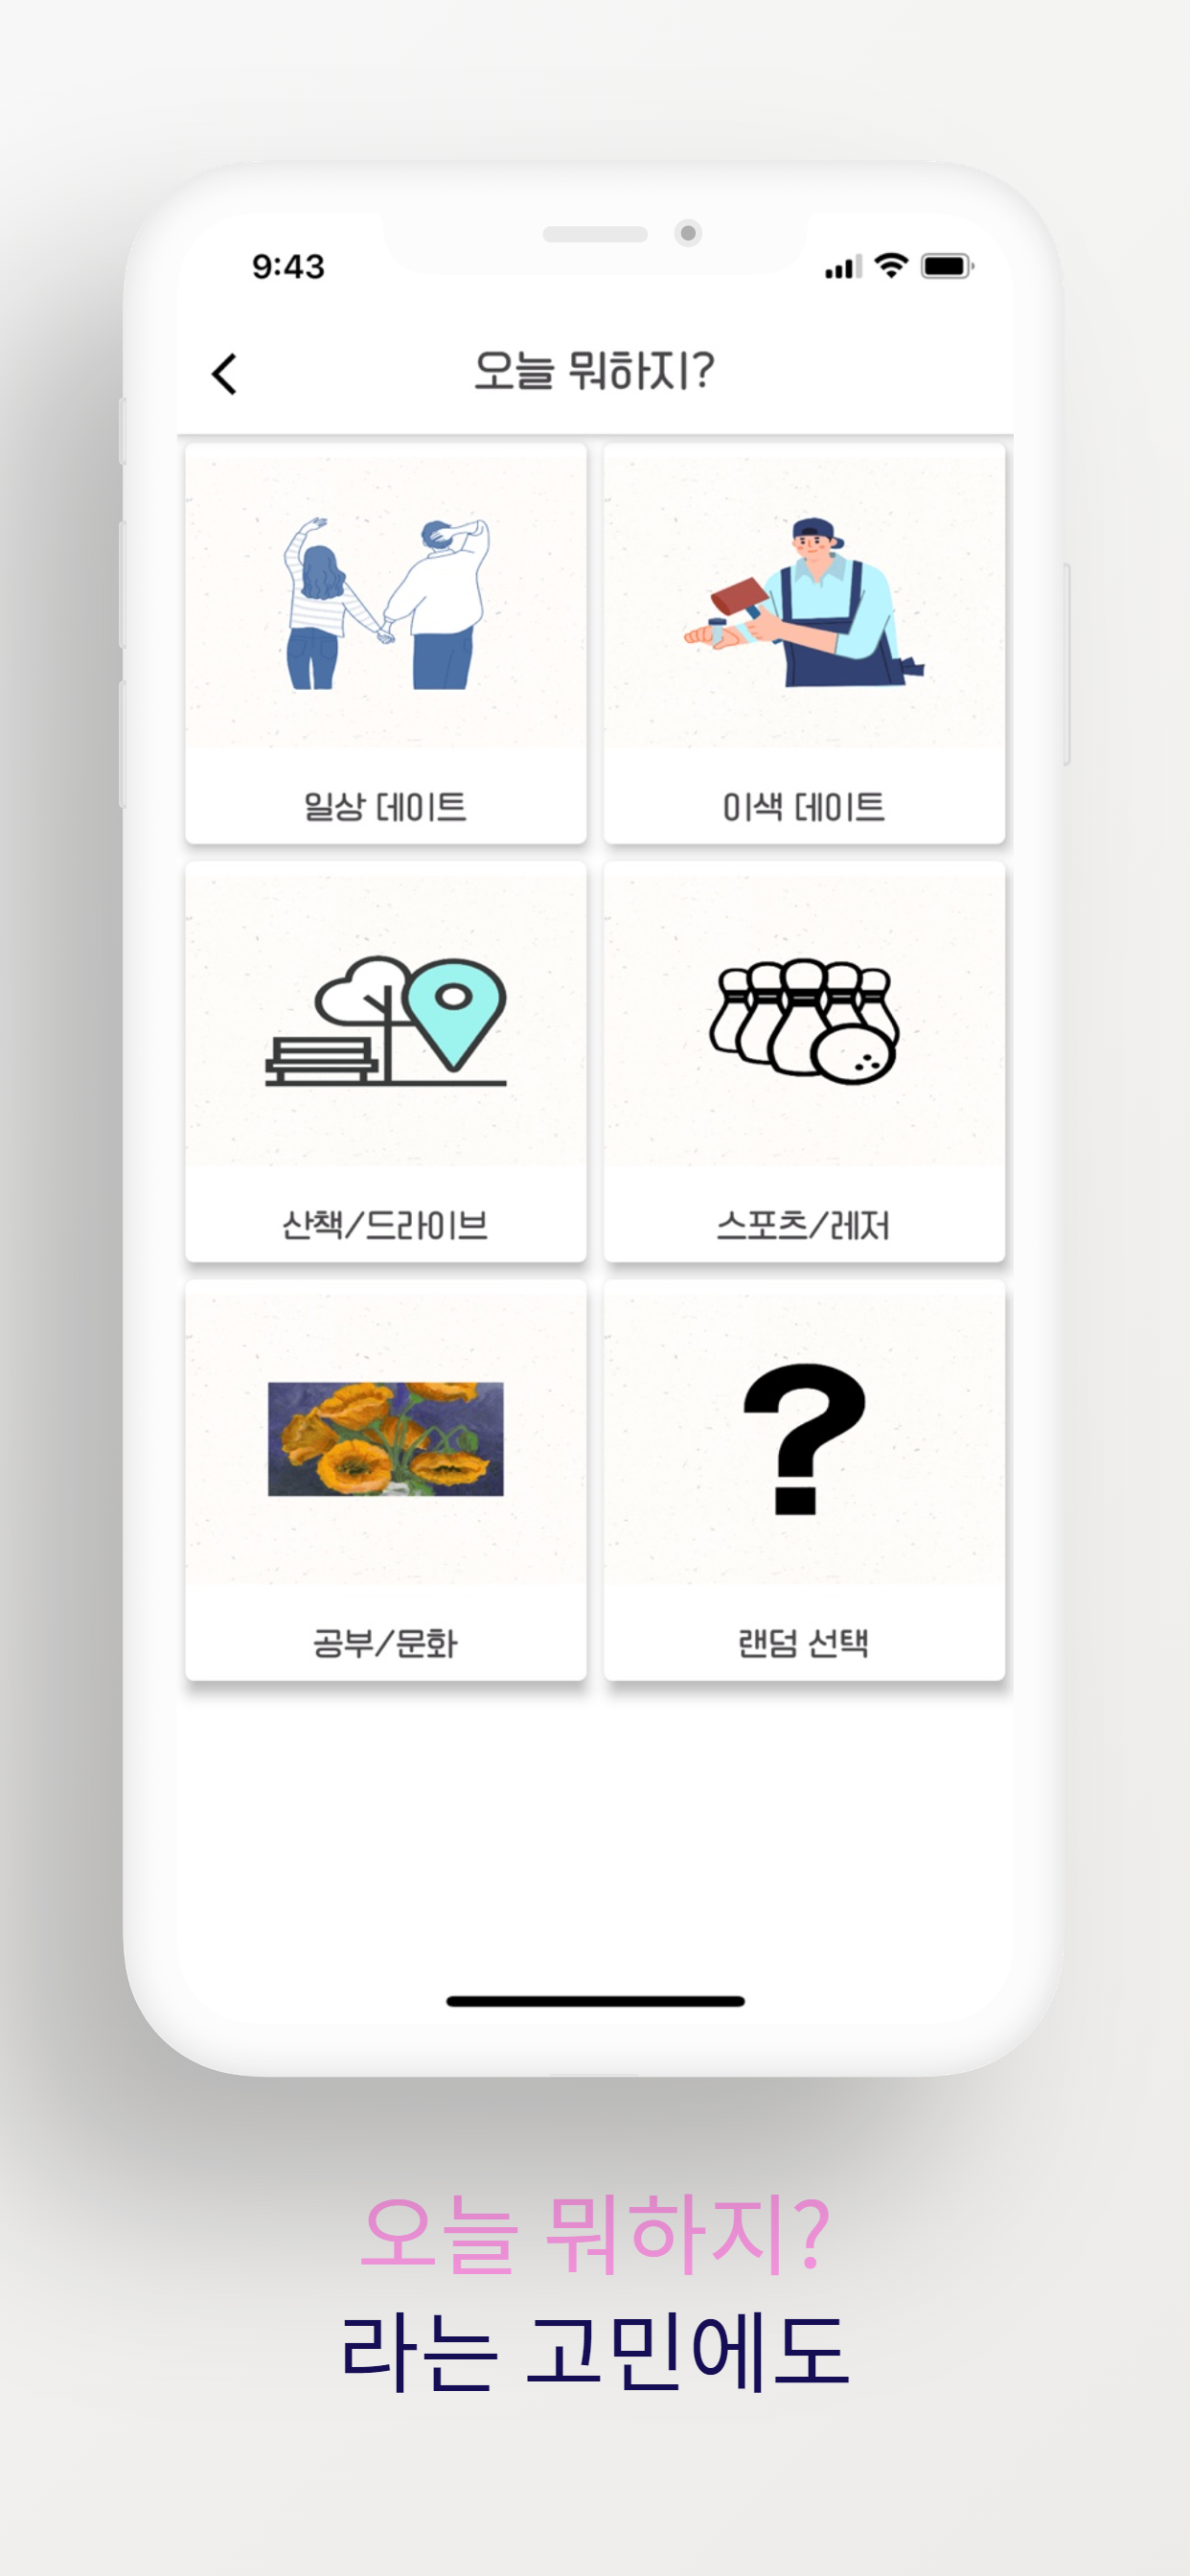 9:43
오늘 뭐하지?
일상 데이트
이색 데이트
산책/드라이브
스포츠/레저
공부/문화
랜덤 선택
오늘 뭐하지?
라는 고민에도